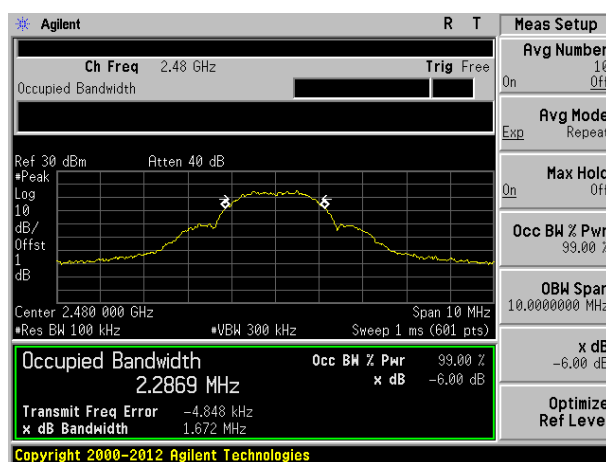 Agilent R T Meas Setup
Ch Freq 2.48 GHz Trig Free
Occupied Bandwidth
Avg Number
10
On Off
Avg Mode
Exp Repeat
Max Hold
On Off
Occ BW % Pwr
99.00 %
OBW Span
10.0000000 MHz
x dB
-6.00 dB
Optimize
Ref Level
Ref 30 dBm Atten 40 dB
#Peak
Log
10
dB/
Offst
1
dB
Center 2.480 000 GHz Span 10 MHz
#Res BW 100 kHz #VBW 300 kHz Sweep 1 ms (601 pts)
Occupied Bandwidth Occ BW % Pwr 99.00 %
2.2869 MHz x dB -6.00 dB
Transmit Freq Error -4.848 kHz
x dB Bandwidth 1.672 MHz
Copyright 2000-2012 Agilent Technologies